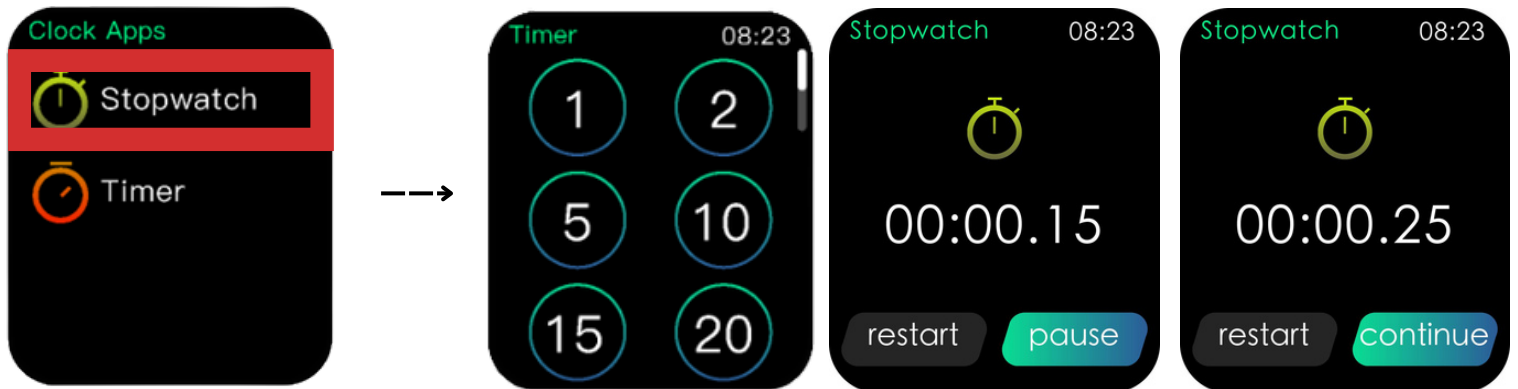 Clock Apps
Stopwatch
Timer
Timer 08:23
1 2
5 10
15 20
Stopwatch 08:23
00:00.15
restart pause
Stopwatch 08:23
00:00.25
restart continue